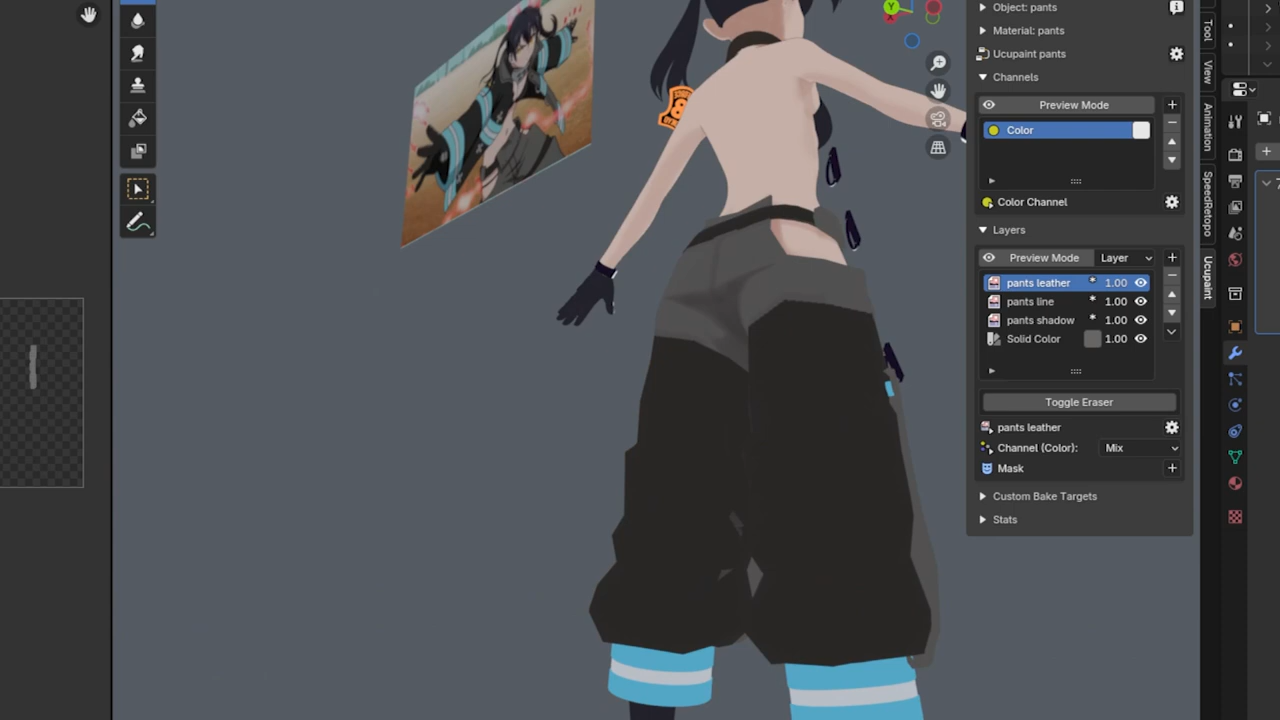 Object: pants
Material: pants
Ucupaint pants
Channels
Preview Mode
Color
Color Channel
Layers
Preview Mode Layer
pants leather * 1.00
pants line * 1.00
pants shadow * 1.00
Solid Color 1.00
Toggle Eraser
pants leather
Channel (Color): Mix
Mask
Custom Bake Targets
Stats
Tool
View
Animation
SpeedRetopo
Ucupaint
Y
X
8